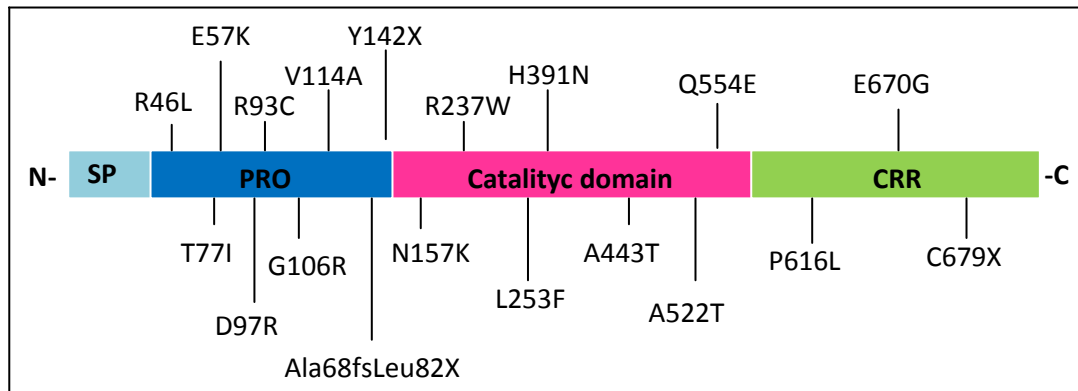 E57K
Y142X
V114A
H391N
Q554E
E670G
R46L
R93C
R237W
N-
SP
PRO
Catalityc domain
CRR
-C
T77I
G106R
N157K
A443T
P616L
C679X
D97R
L253F
A522T
Ala68fsLeu82X